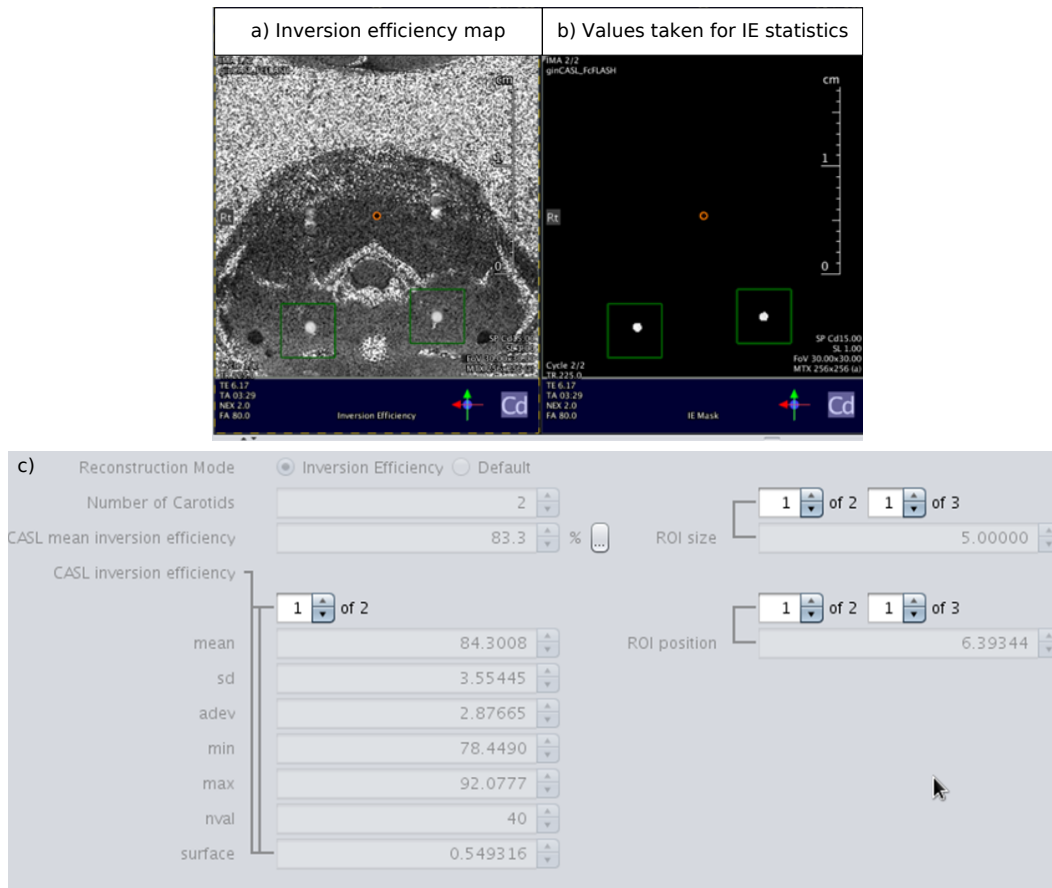 a) Inversion efficiency map
b) Values taken for IE statistics
cm
1
0
Rt
TE 6.17
TA 03:29
NEX 2.0
FA 80.0
Inversion Efficiency
Cd
IMA 2/2
ginCASL_FcFLASH
cm
1
0
Rt
SP Cd15.00
SL 1.00
FoV 30.00x30.00
MTX 256x256 (a)
Cycle 2/2
TR 225.0
TE 6.17
TA 03:29
NEX 2.0
FA 80.0
IE Mask
Cd
c)
Reconstruction Mode Inversion Efficiency Default
Number of Carotids 2
1 of 2 1 of 3
CASL mean inversion efficiency 83.3 % ...
ROI size 5.00000
CASL inversion efficiency
1 of 2
1 of 2 1 of 3
mean 84.3008
ROI position 6.39344
sd 3.55445
adev 2.87665
min 78.4490
max 92.0777
nval 40
surface 0.549316